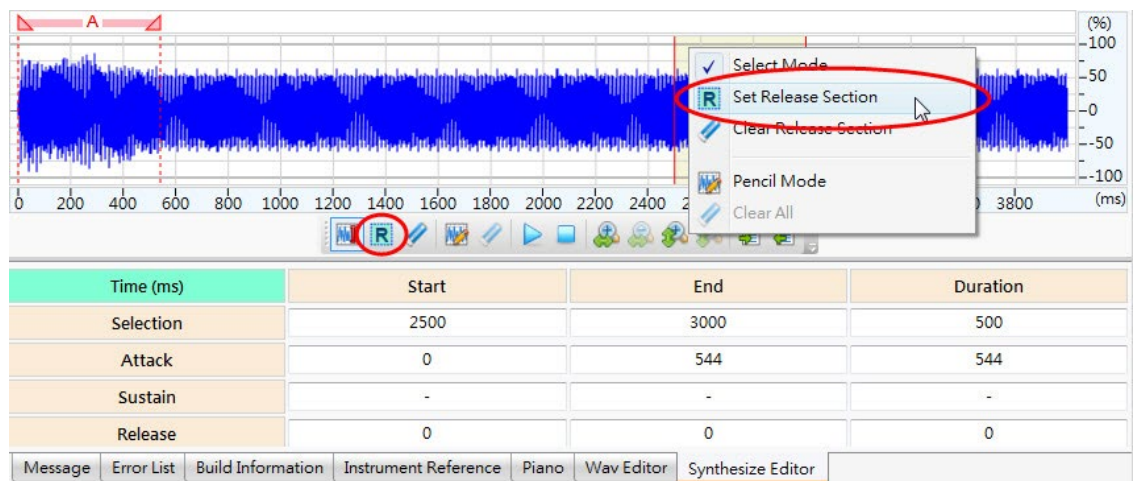 A
(%)
100
50
0
-50
-100
Select Mode
R Set Release Section
Clear Release Section
Pencil Mode
Clear All
0 200 400 600 800 1000 1200 1400 1600 1800 2000 2200 2400 3800 (ms)
R
Time (ms) Start End Duration
Selection 2500 3000 500
Attack 0 544 544
Sustain - - -
Release 0 0 0
Message Error List Build Information Instrument Reference Piano Wav Editor Synthesize Editor